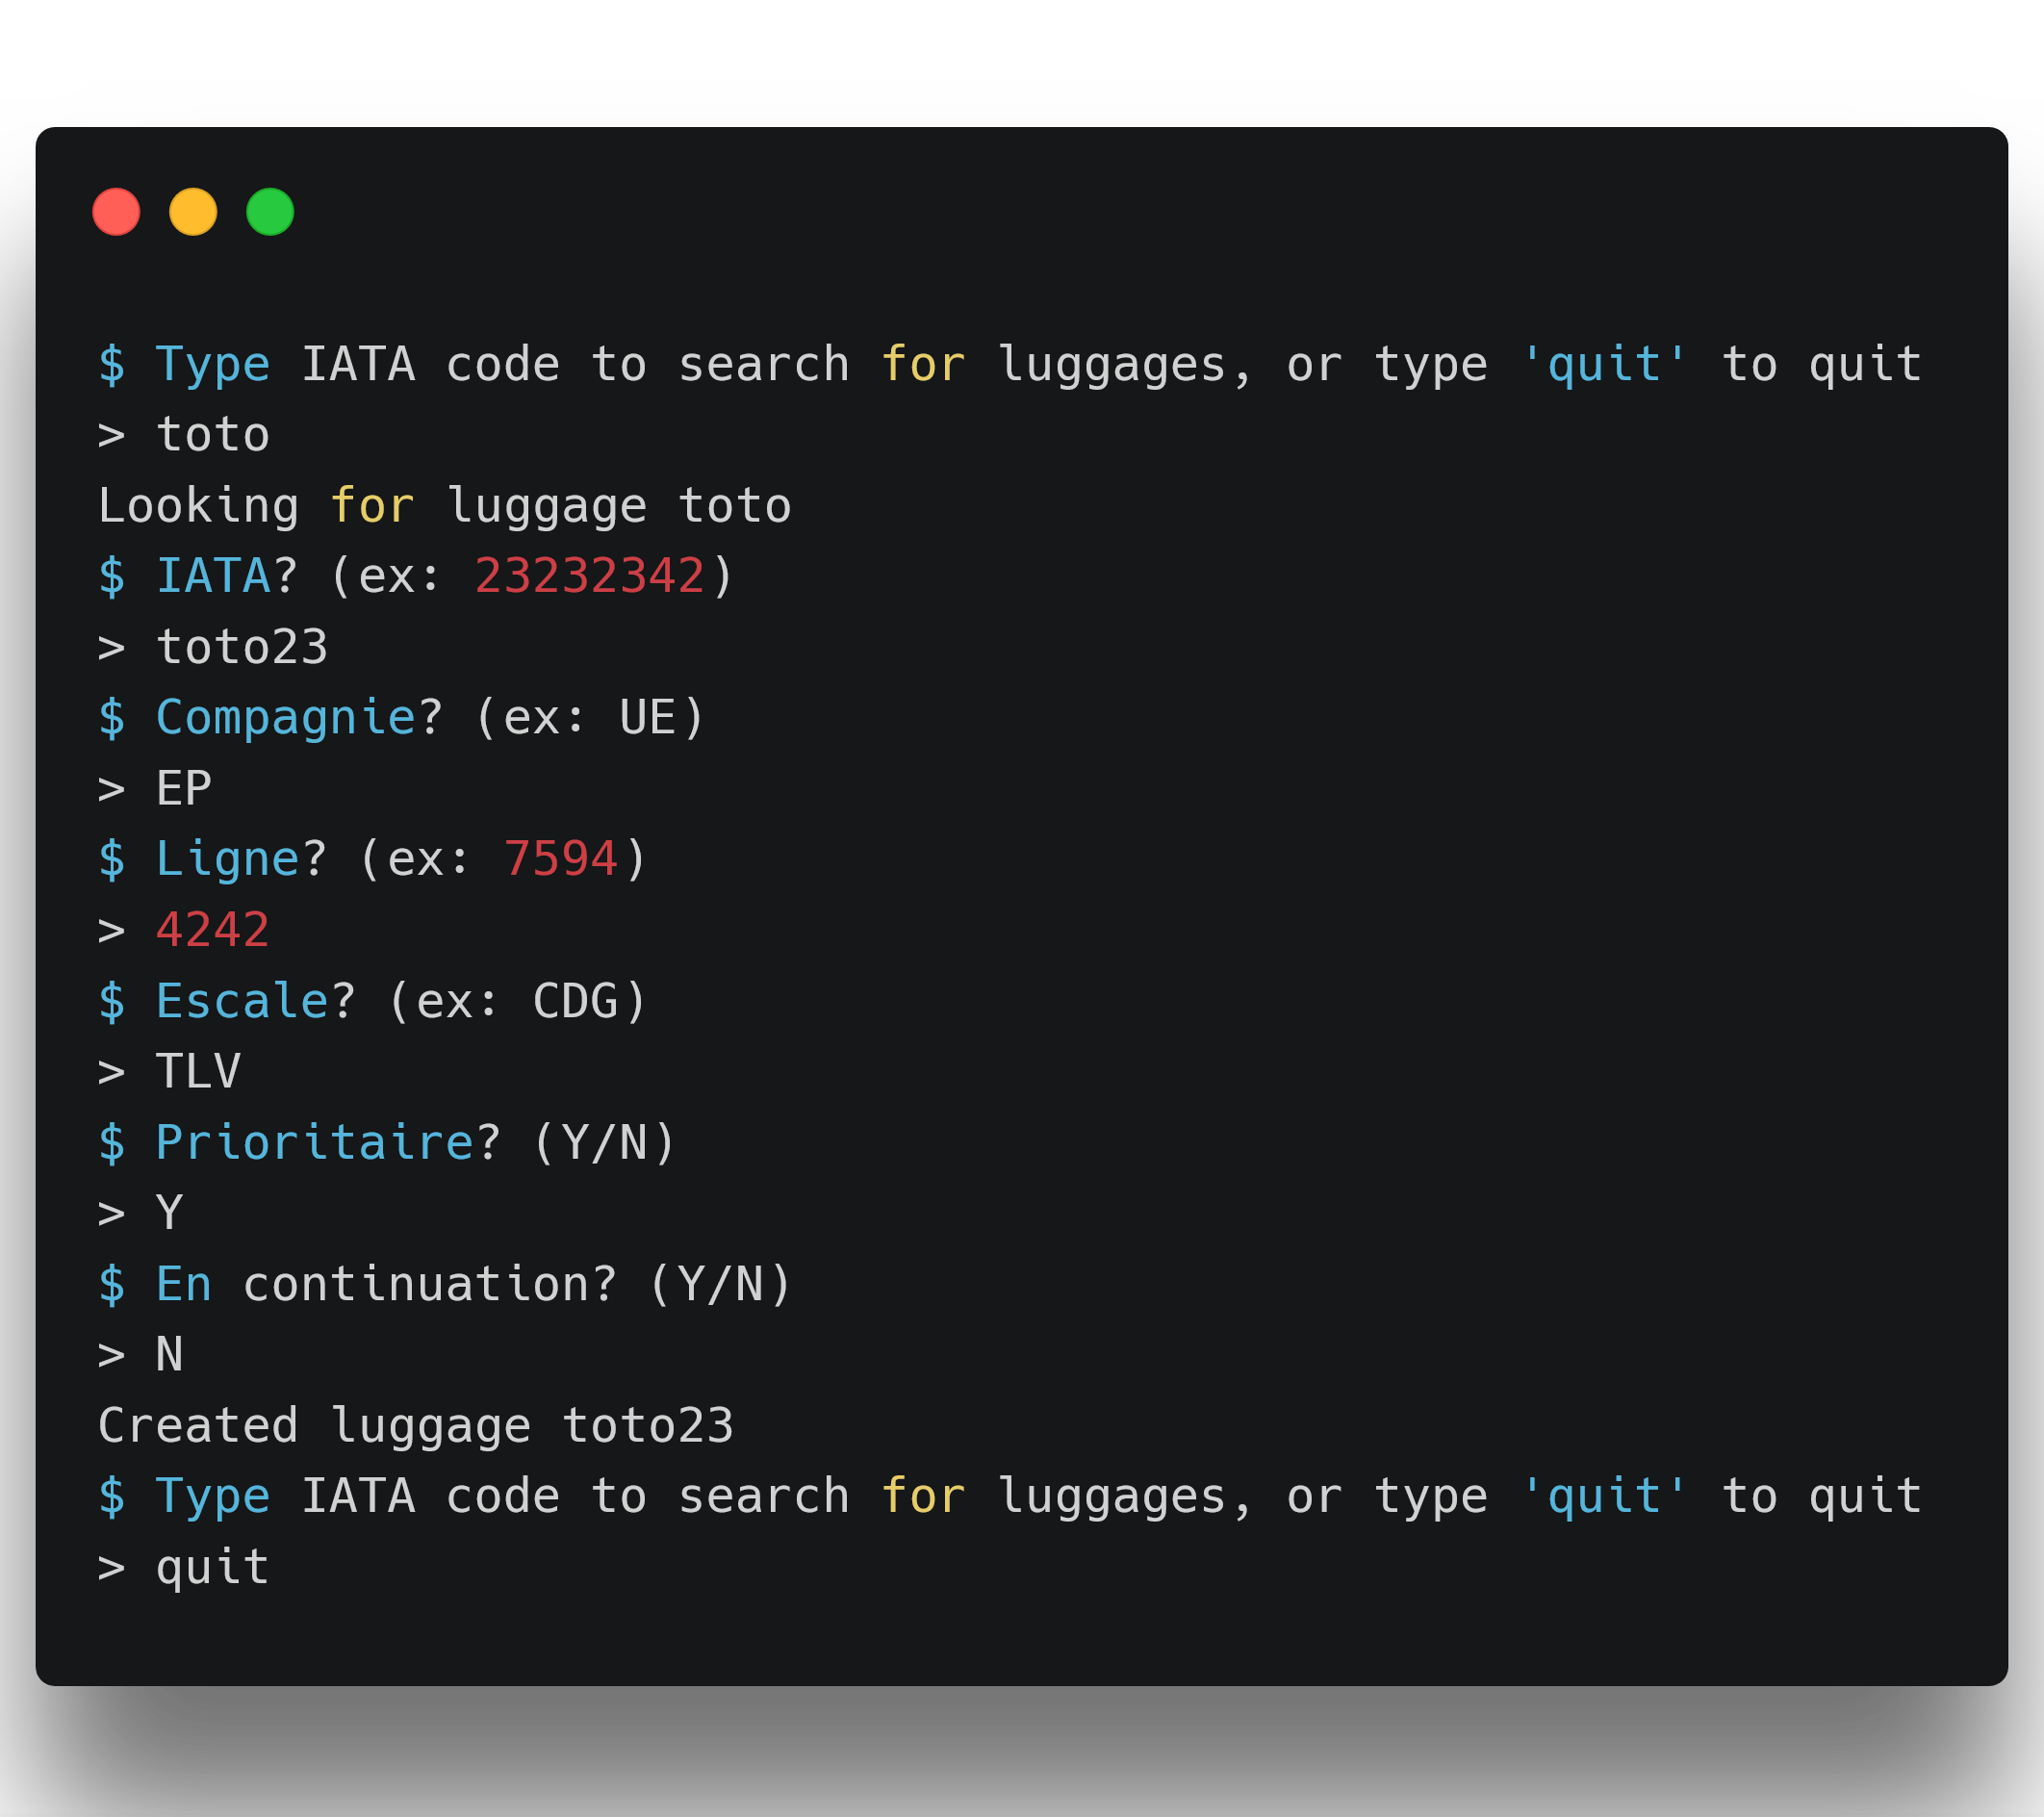 $ Type IATA code to search for luggages, or type 'quit' to quit
> toto
Looking for luggage toto
$ IATA? (ex: 23232342)
> toto23
$ Compagnie? (ex: UE)
> EP
$ Ligne? (ex: 7594)
> 4242
$ Escale? (ex: CDG)
> TLV
$ Prioritaire? (Y/N)
> Y
$ En continuation? (Y/N)
> N
Created luggage toto23
$ Type IATA code to search for luggages, or type 'quit' to quit
> quit